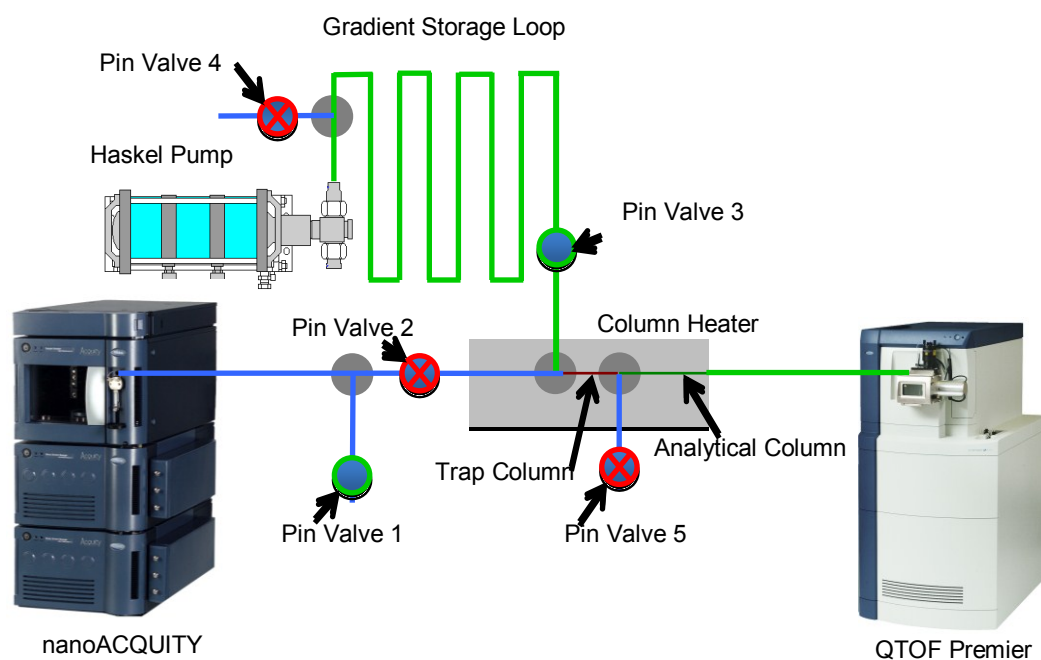 Gradient Storage Loop
Pin Valve 4
Haskel Pump
Pin Valve 3
Pin Valve 2
Column Heater
Trap Column
Analytical Column
Pin Valve 1
Pin Valve 5
nanoACQUITY
QTOF Premier